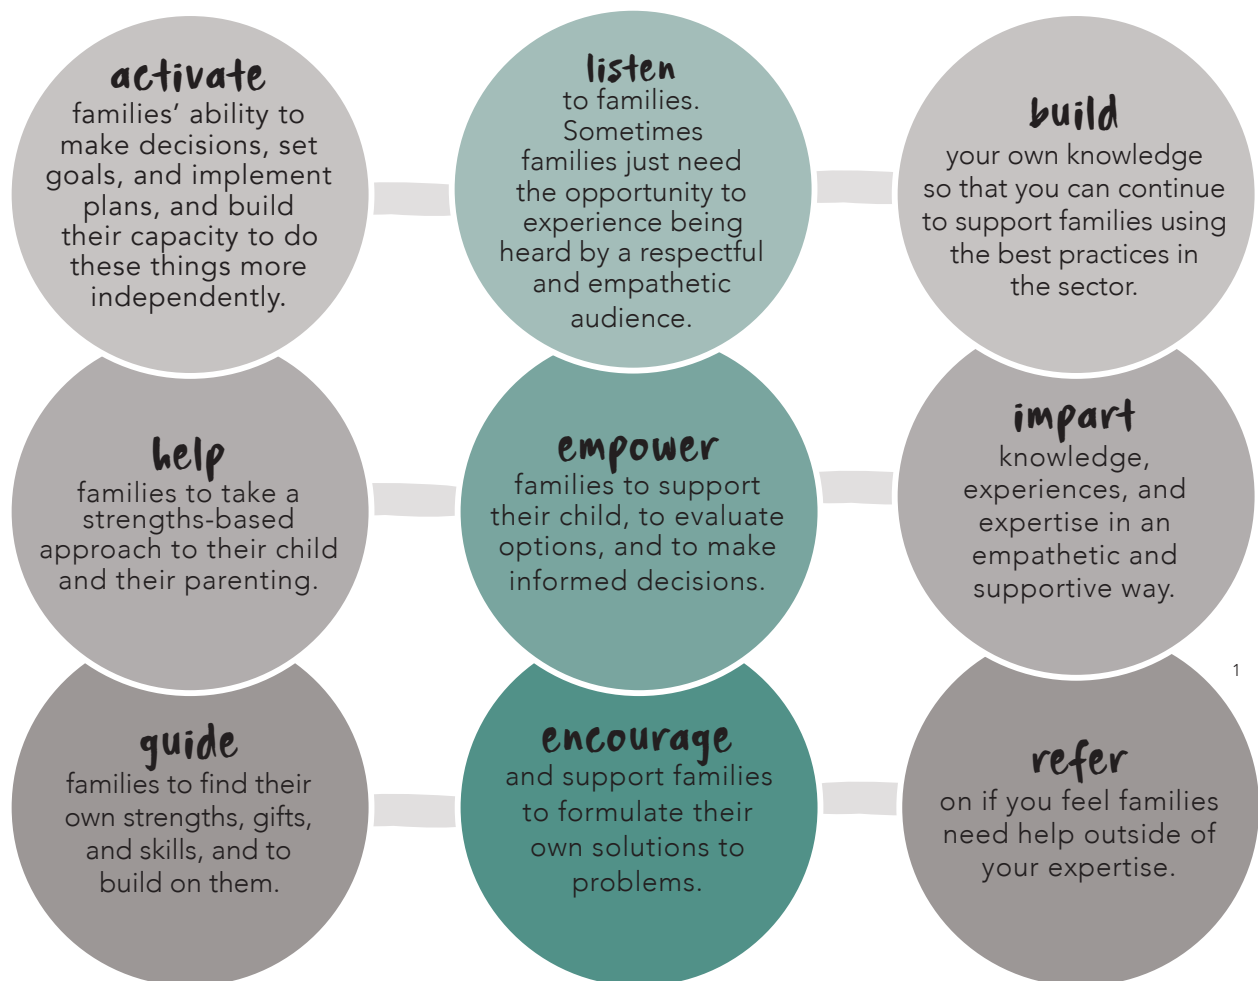 activate
families’ ability to
make decisions, set
goals, and implement
plans, and build
their capacity to do
these things more
independently.
listen
to families.
Sometimes
families just need
the opportunity to
experience being
heard by a respectful
and empathetic
audience.
build
your own knowledge
so that you can continue
to support families using
the best practices in
the sector.
help
families to take a
strengths-based
approach to their child
and their parenting.
empower
families to support
their child, to evaluate
options, and to make
informed decisions.
impart
knowledge,
experiences, and
expertise in an
empathetic and
supportive way.
1
guide
families to find their
own strengths, gifts,
and skills, and to
build on them.
encourage
and support families
to formulate their
own solutions to
problems.
refer
on if you feel families
need help outside of
your expertise.